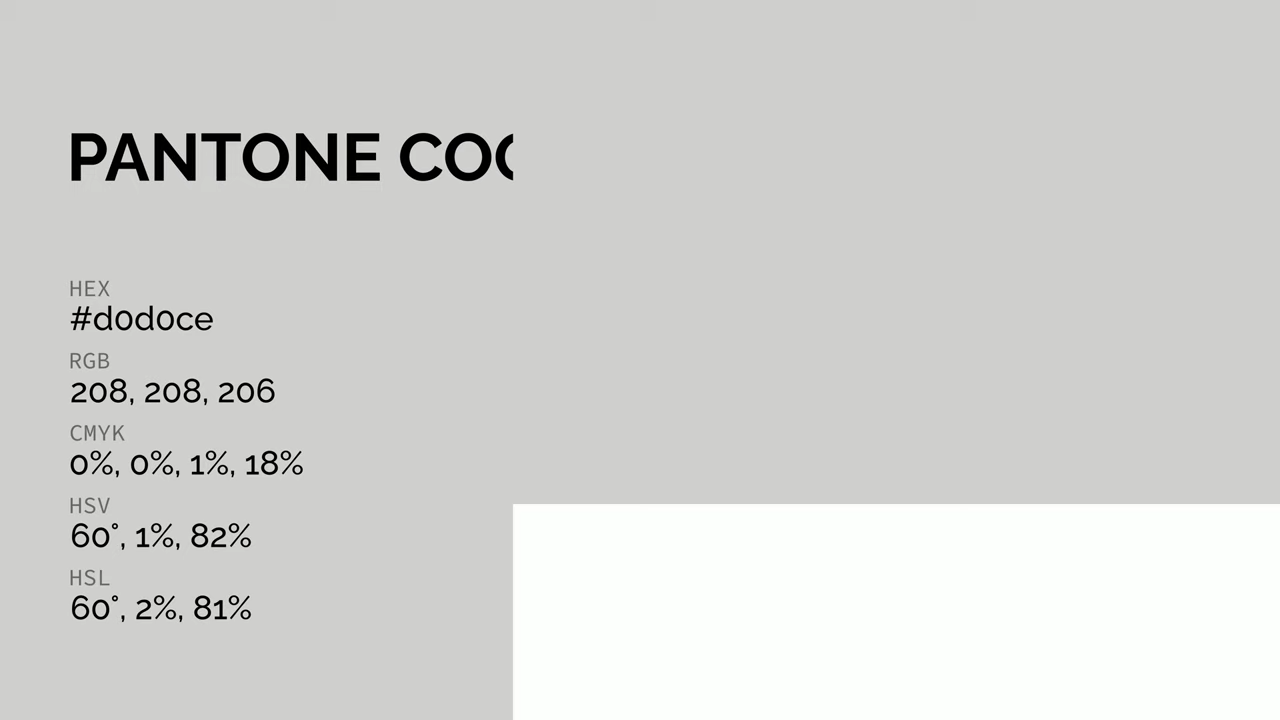 PANTONE CO
HEX
#d0d0ce
RGB
208, 208, 206
CMYK
0%, 0%, 1%, 18%
HSV
60°, 1%, 82%
HSL
60°, 2%, 81%